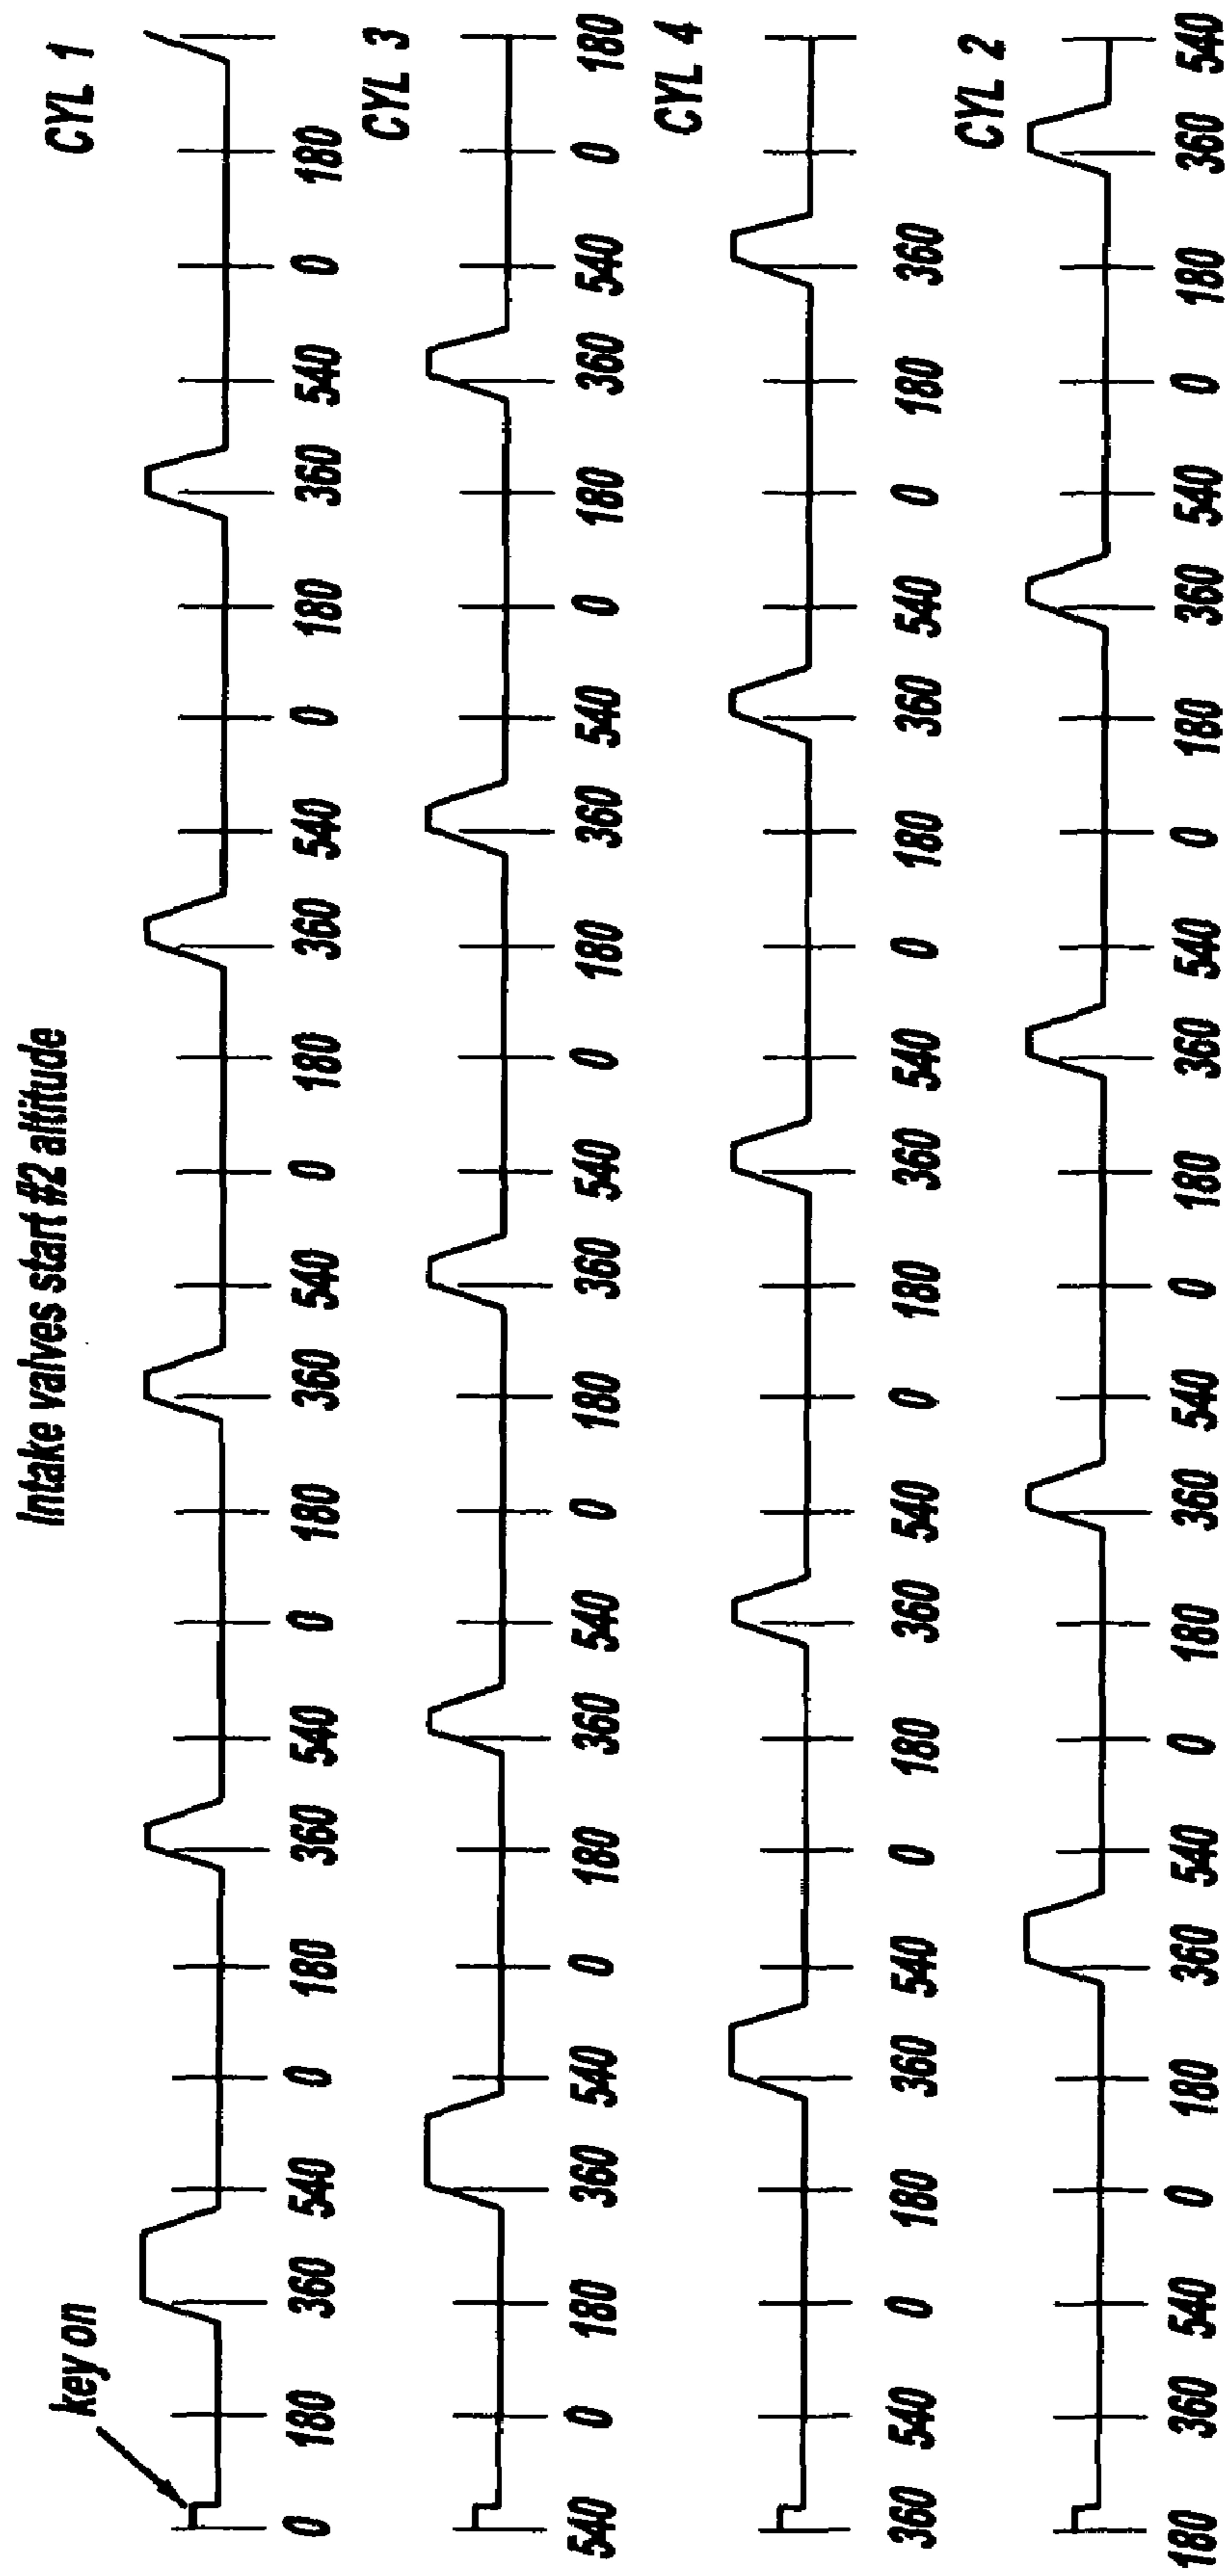 Intake valves start #2 altitude
key on
CYL 1
0 180 360 540 0 180 360 540 0 180 360 540 0 180 360 540 0 180 360 540 0 180
CYL 3
540 0 180 360 540 0 180 360 540 0 180 360 540 0 180 360 540 0 180 360 540 0 180
CYL 4
360 540 0 180 360 540 0 180 360 540 0 180 360 540 0 180 360 540 0 180 360
CYL 2
180 360 540 0 180 360 540 0 180 360 540 0 180 360 540 0 180 360 540 0 180 360 540